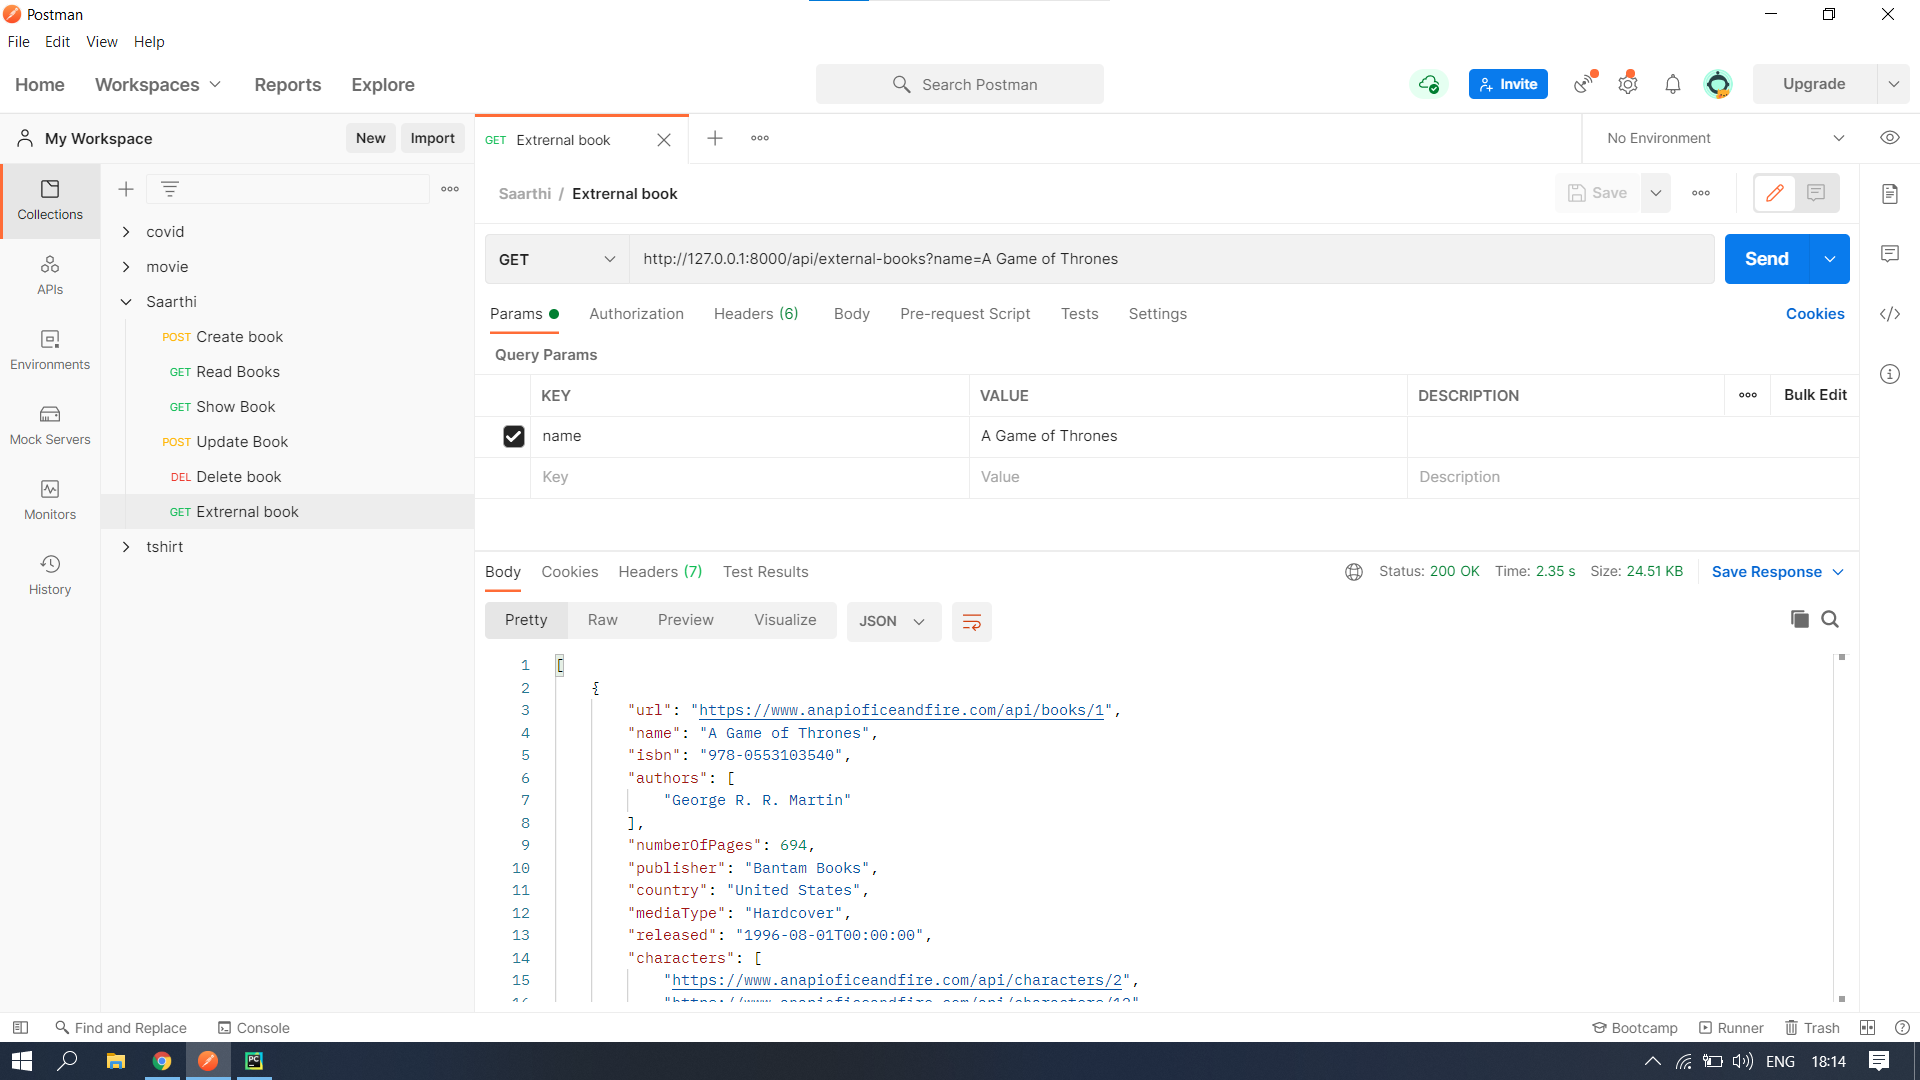 Postman
File Edit View Help
Home Workspaces Reports Explore
Search Postman
Invite
Upgrade
My Workspace
New Import
GET Extrernal book
No Environment
Collections
APIs
Environments
Mock Servers
Monitors
History
covid
movie
Saarthi
POST Create book
GET Read Books
GET Show Book
POST Update Book
DEL Delete book
GET Extrernal book
tshirt
Saarthi / Extrernal book
Save
GET
http://127.0.0.1:8000/api/external-books?name=A Game of Thrones
Send
Params Authorization Headers (6) Body Pre-request Script Tests Settings
Cookies
Query Params
KEY VALUE DESCRIPTION
Bulk Edit
name A Game of Thrones
Key Value Description
Body Cookies Headers (7) Test Results
Status: 200 OK Time: 2.35 s Size: 24.51 KB
Save Response
Pretty Raw Preview Visualize
JSON
1 [
2 {
3 "url": "https://www.anapioficeandfire.com/api/books/1",
4 "name": "A Game of Thrones",
5 "isbn": "978-0553103540",
6 "authors": [
7 "George R. R. Martin"
8 ],
9 "numberOfPages": 694,
10 "publisher": "Bantam Books",
11 "country": "United States",
12 "mediaType": "Hardcover",
13 "released": "1996-08-01T00:00:00",
14 "characters": [
15 "https://www.anapioficeandfire.com/api/characters/2",
Find and Replace Console
Bootcamp Runner Trash
PC
ENG 18:14